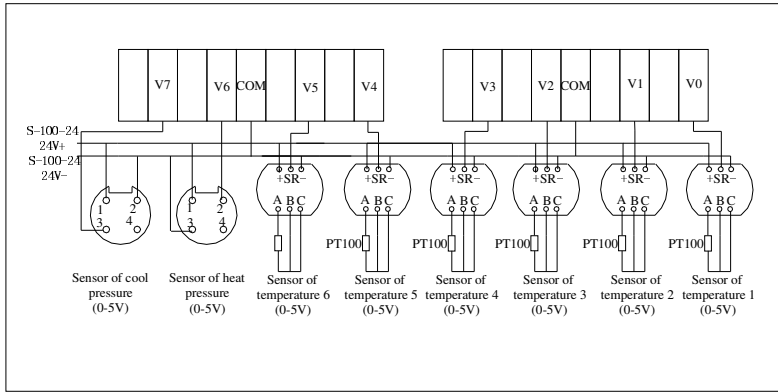 V7 V6 COM V5 V4 V3 V2 COM V1 V0
S-100-24
24V+
S-100-24
24V-
+SR- +SR- +SR- +SR- +SR- +SR-
1 2 1 2
3 4 3 4
A B C A B C A B C A B C A B C A B C
PT100 PT100 PT100 PT100 PT100
Sensor of cool
pressure
(0-5V)
Sensor of heat
pressure
(0-5V)
Sensor of
temperature 6
(0-5V)
Sensor of
temperature 5
(0-5V)
Sensor of
temperature 4
(0-5V)
Sensor of
temperature 3
(0-5V)
Sensor of
temperature 2
(0-5V)
Sensor of
temperature 1
(0-5V)